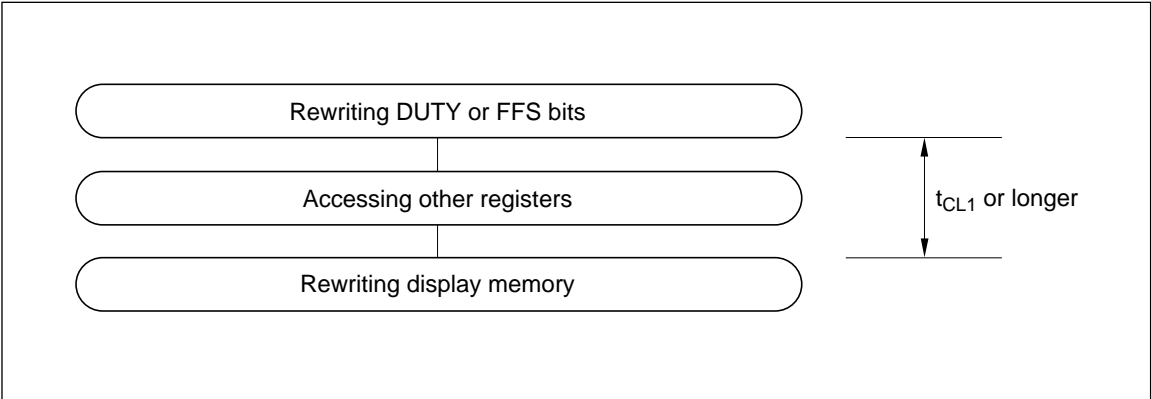 Rewriting DUTY or FFS bits
Accessing other registers
tCL1 or longer
Rewriting display memory